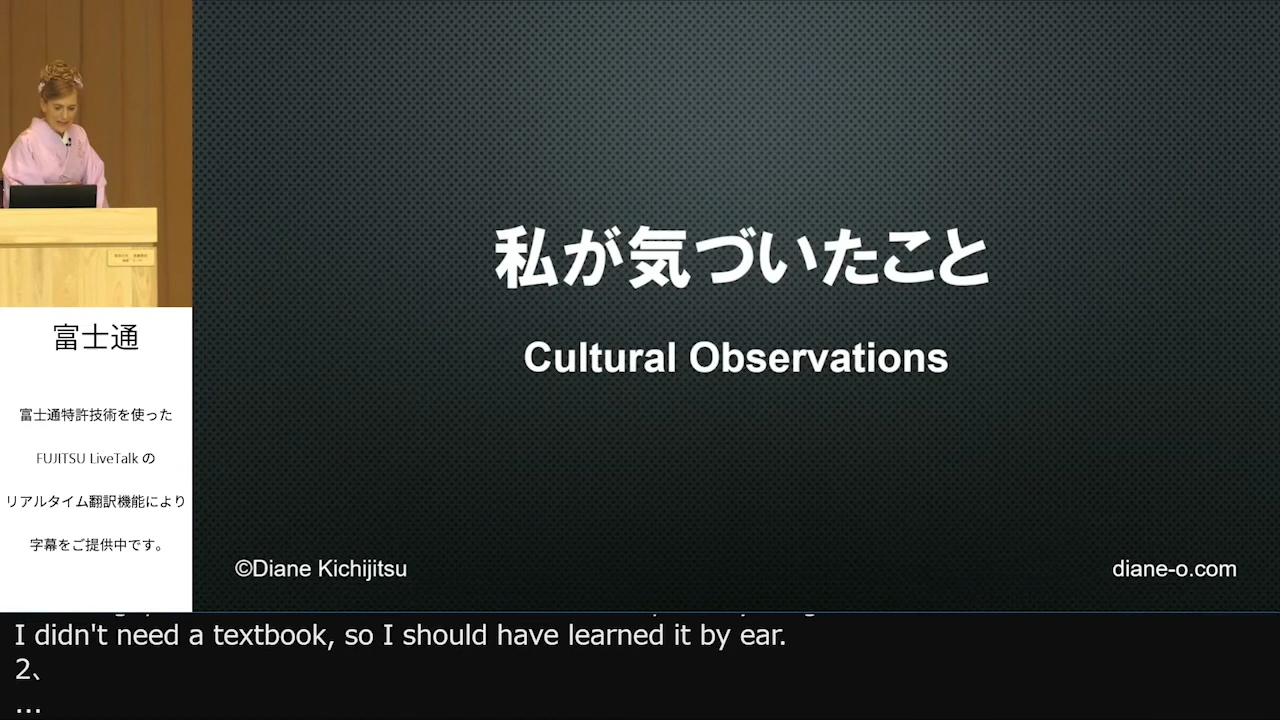 私が気づいたこと
Cultural Observations
©Diane Kichijitsu
diane-o.com
富士通
富士通特許技術を使った
FUJITSU LiveTalk の
リアルタイム翻訳機能により
字幕をご提供中です。
I didn't need a textbook, so I should have learned it by ear.
2、
...